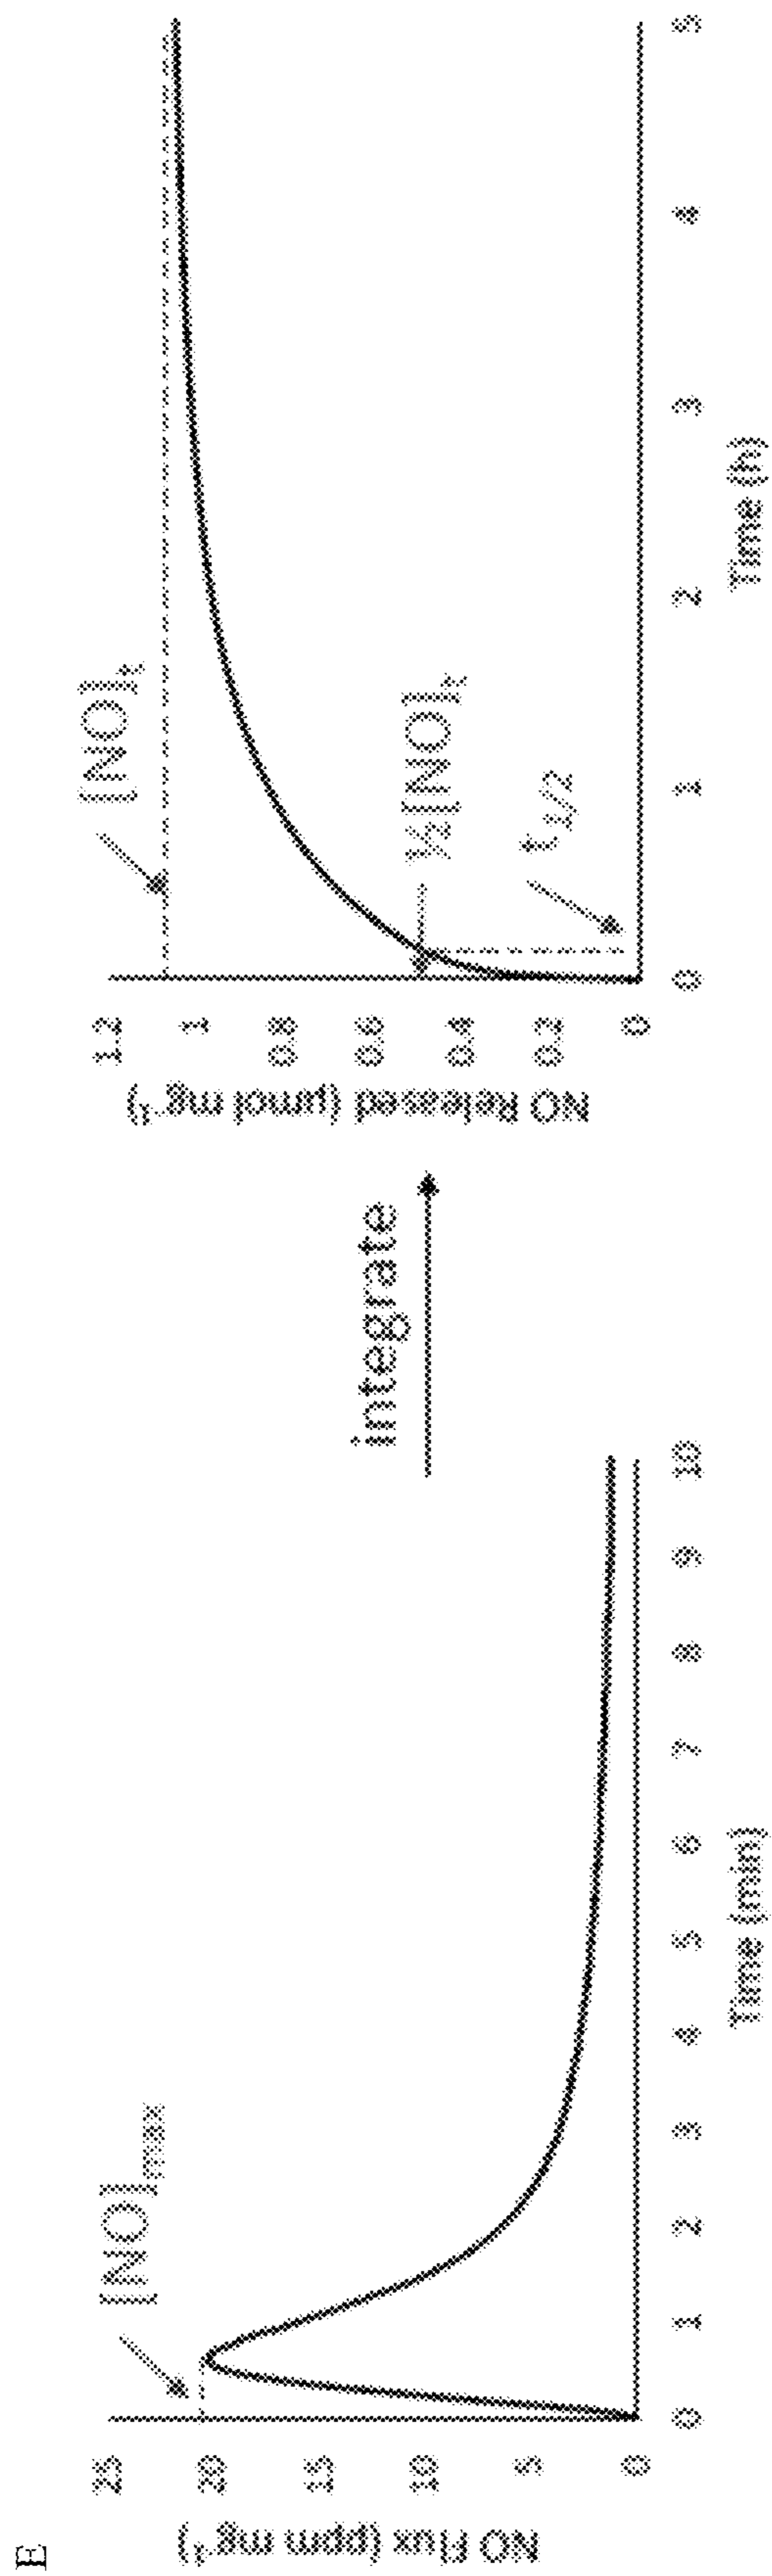 E
NO Flux (ppm mg⁻¹)
25
20
15
10
5
0
[NO]max
0 1 2 3 4 5 6 7 8 9 10
Time (min)
integrate
NO Released (µmol mg⁻¹)
1.2
1
0.8
0.6
0.4
0.2
0
[NO]t
½[NO]t
t1/2
0 1 2 3 4 5
Time (h)